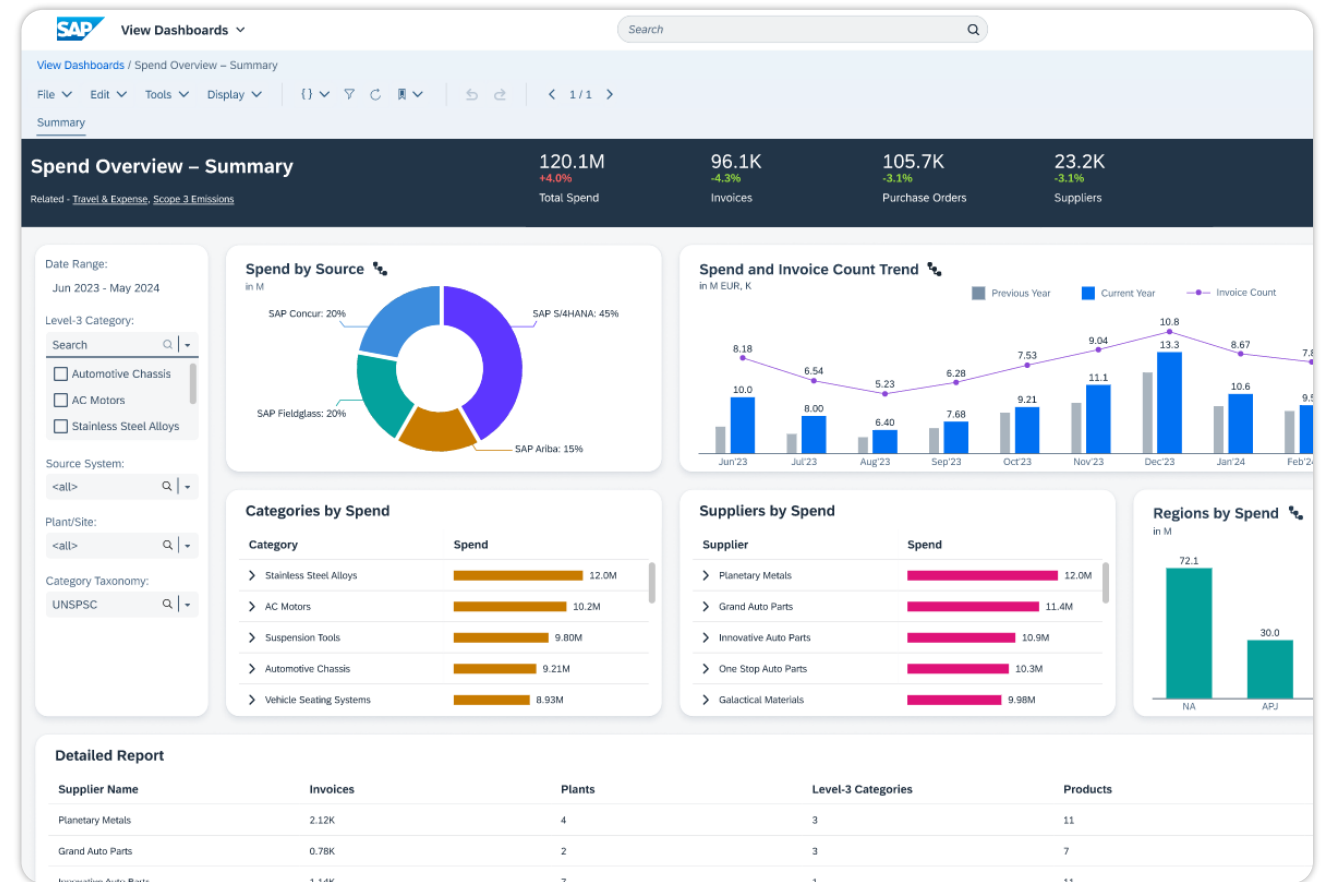 SAP View Dashboards
Search
View Dashboards / Spend Overview – Summary
File Edit Tools Display { } 1 / 1
Summary
Spend Overview – Summary
Related - Travel & Expense, Scope 3 Emissions
120.1M
+4.0%
Total Spend
96.1K
-4.3%
Invoices
105.7K
-3.1%
Purchase Orders
23.2K
-3.1%
Suppliers
Date Range:
Jun 2023 - May 2024
Level-3 Category:
Search
Automotive Chassis
AC Motors
Stainless Steel Alloys
Source System:
<all>
Plant/Site:
<all>
Category Taxonomy:
UNSPSC
Spend by Source
in M
SAP Concur: 20%
SAP S/4HANA: 45%
SAP Fieldglass: 20%
SAP Ariba: 15%
Spend and Invoice Count Trend
in M EUR, K
Previous Year Current Year Invoice Count
8.18 6.54 5.23 6.28 7.53 9.04 10.8 8.67
10.0 8.00 6.40 7.68 9.21 11.1 13.3 10.6
Jun'23 Jul'23 Aug'23 Sep'23 Oct'23 Nov'23 Dec'23 Jan'24
Categories by Spend
Category Spend
Stainless Steel Alloys 12.0M
AC Motors 10.2M
Suspension Tools 9.80M
Automotive Chassis 9.21M
Vehicle Seating Systems 8.93M
Suppliers by Spend
Supplier Spend
Planetary Metals 12.0M
Grand Auto Parts 11.4M
Innovative Auto Parts 10.9M
One Stop Auto Parts 10.3M
Galactical Materials 9.98M
Regions by Spend
in M
72.1
30.0
NA APJ
Detailed Report
Supplier Name Invoices Plants Level-3 Categories Products
Planetary Metals 2.12K 4 3 11
Grand Auto Parts 0.78K 2 3 7